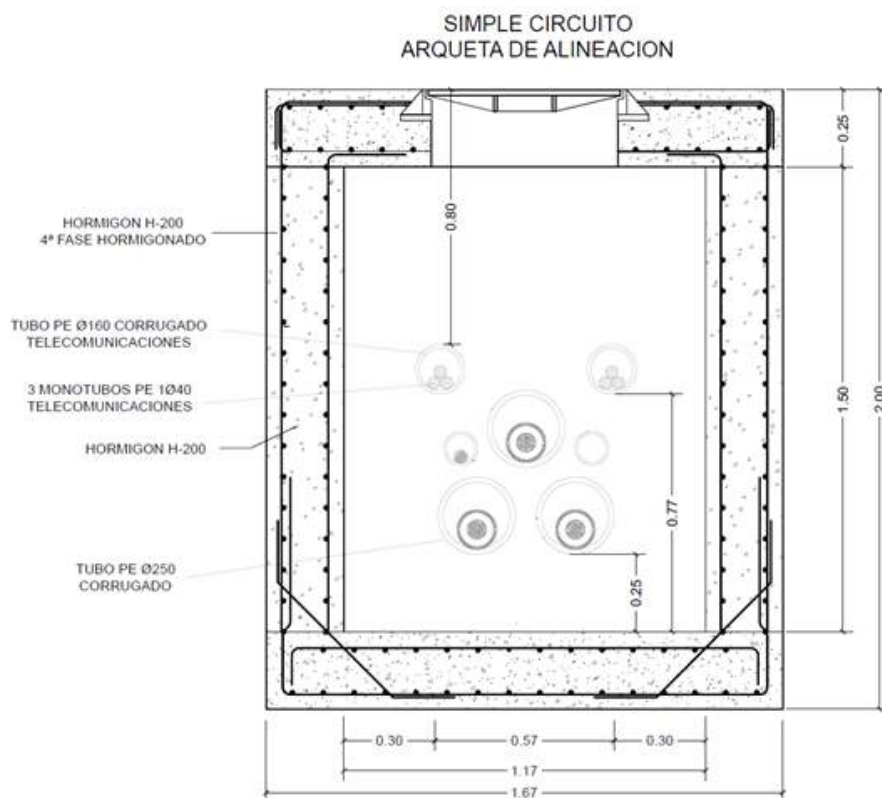 SIMPLE CIRCUITO
ARQUETA DE ALINEACION
0.25
0.80
HORMIGON H-200
4ª FASE HORMIGONADO
TUBO PE Ø160 CORRUGADO
TELECOMUNICACIONES
3 MONOTUBOS PE 1Ø40
TELECOMUNICACIONES
1.50
2.00
HORMIGON H-200
0.77
TUBO PE Ø250
CORRUGADO
0.25
0.30
0.57
0.30
1.17
1.67